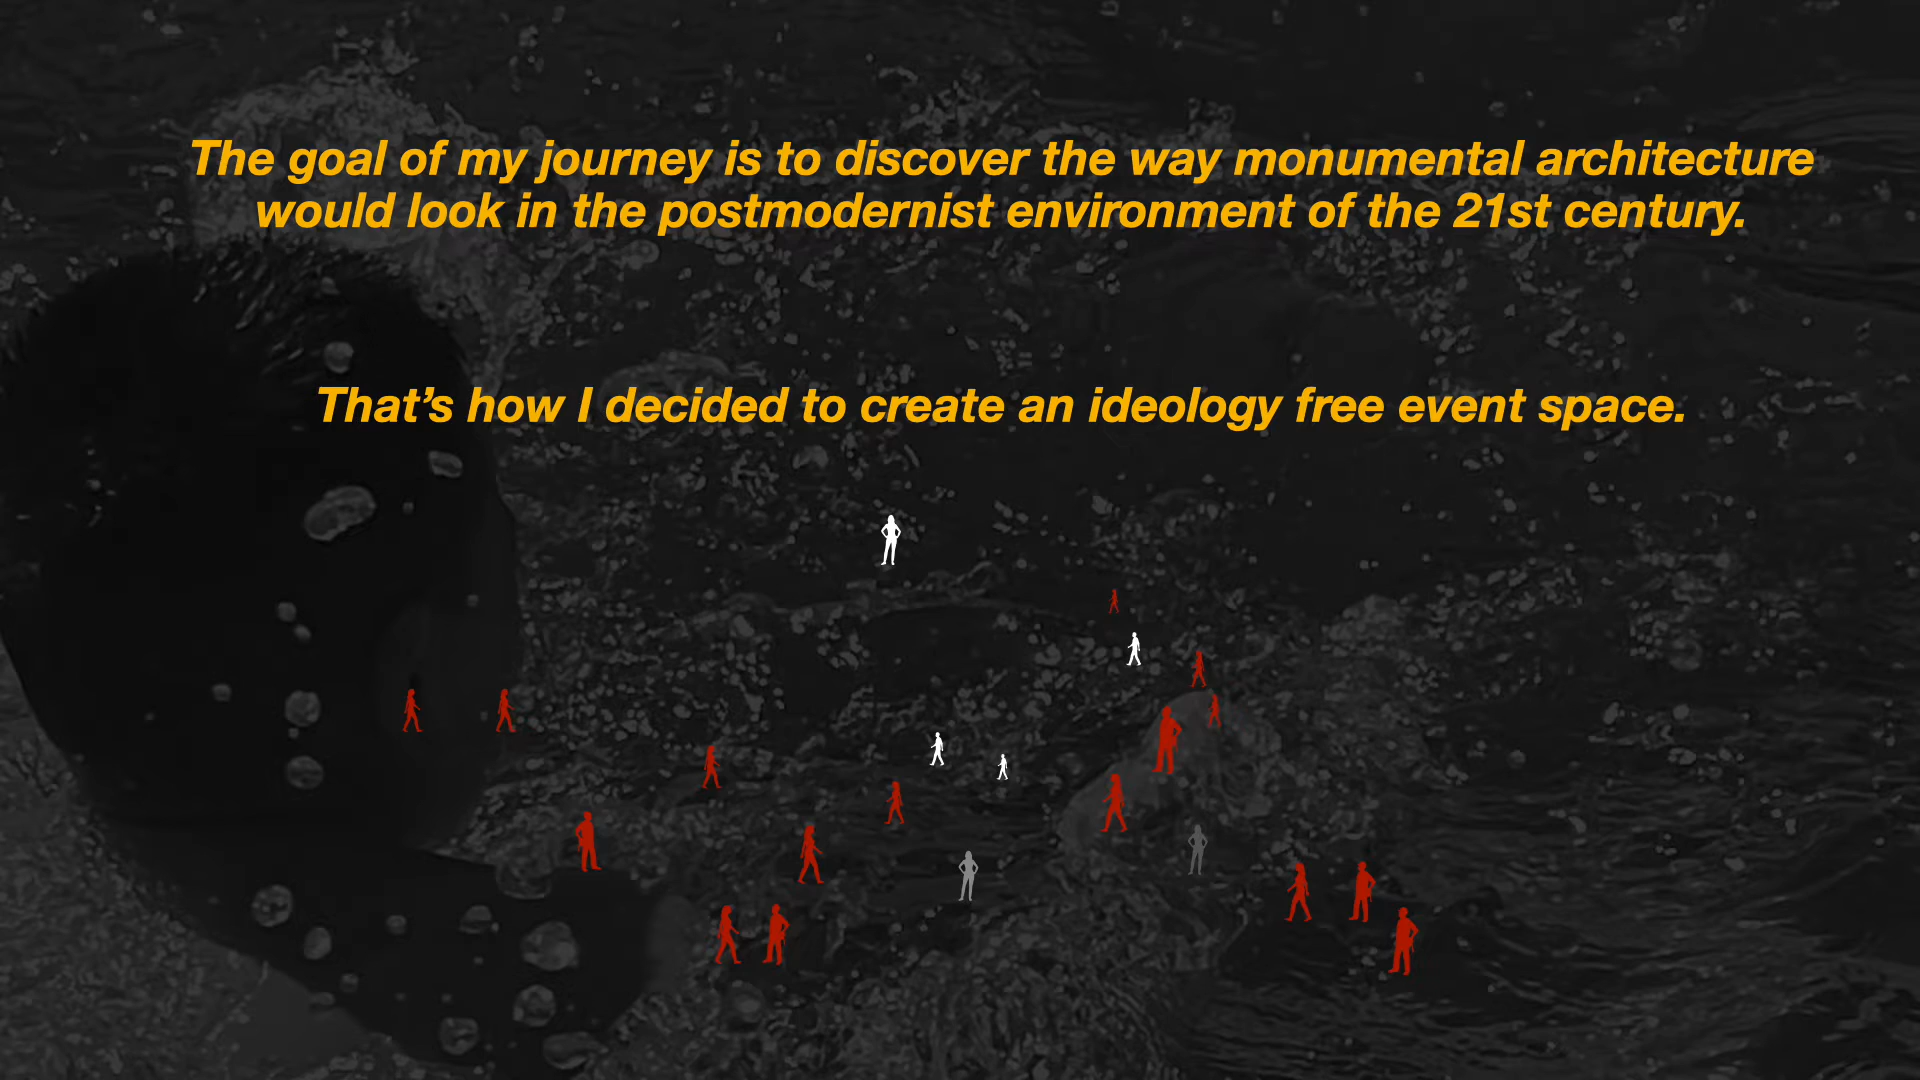 The goal of my journey is to discover the way monumental architecture
would look in the postmodernist environment of the 21st century.
That’s how I decided to create an ideology free event space.